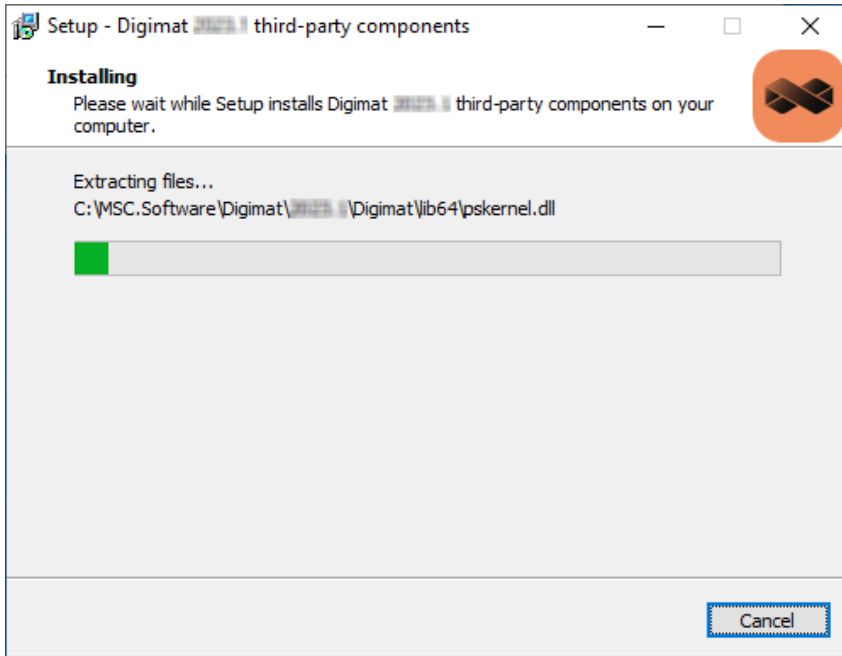 Setup - Digimat third-party components
Installing
Please wait while Setup installs Digimat third-party components on your
computer.
Extracting files...
C:\MSC.Software\Digimat\ \Digimat\lib64\pskernel.dll
Cancel